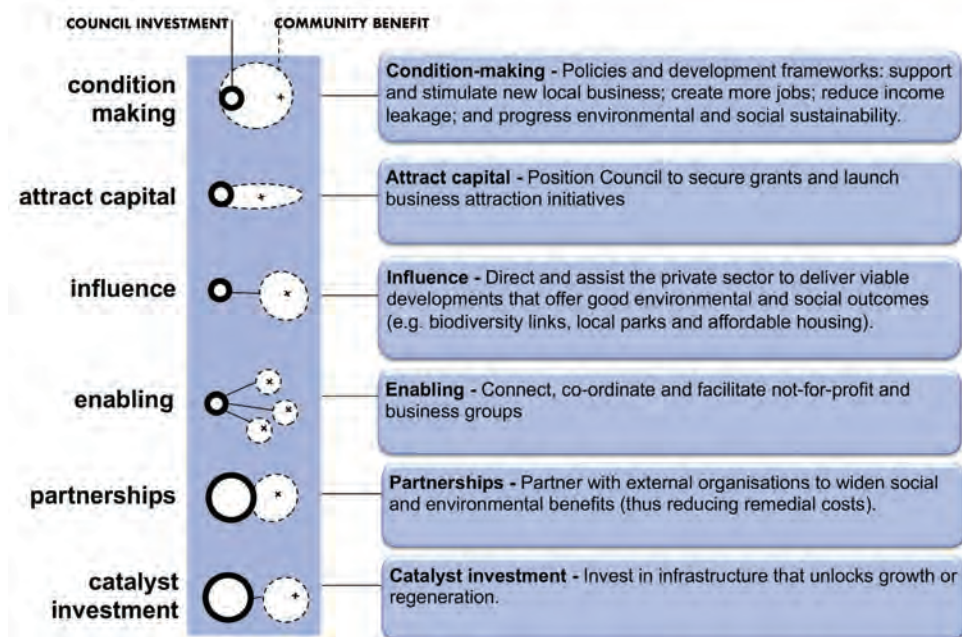 COUNCIL INVESTMENT
COMMUNITY BENEFIT
condition
making
Condition-making - Policies and development frameworks: support
and stimulate new local business; create more jobs; reduce income
leakage; and progress environmental and social sustainability.
attract capital
Attract capital - Position Council to secure grants and launch
business attraction initiatives
influence
Influence - Direct and assist the private sector to deliver viable
developments that offer good environmental and social outcomes
(e.g. biodiversity links, local parks and affordable housing).
enabling
Enabling - Connect, co-ordinate and facilitate not-for-profit and
business groups
partnerships
Partnerships - Partner with external organisations to widen social
and environmental benefits (thus reducing remedial costs).
catalyst
investment
Catalyst investment - Invest in infrastructure that unlocks growth or
regeneration.